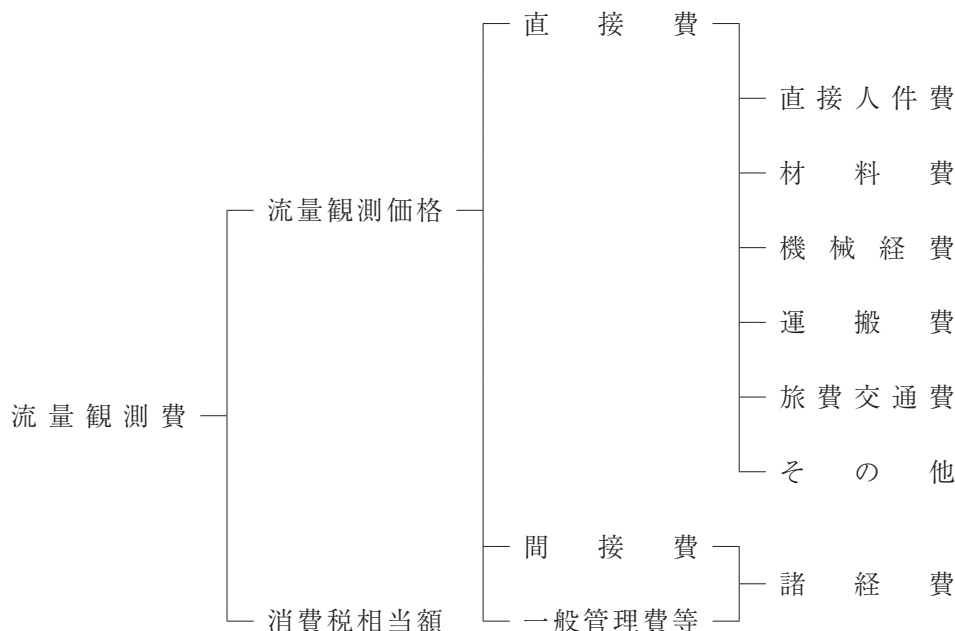 直接費
直接人件費
材料費
流量観測価格
機械経費
運搬費
旅費交通費
流量観測費
その他
間接費
諸経費
消費税相当額
一般管理費等